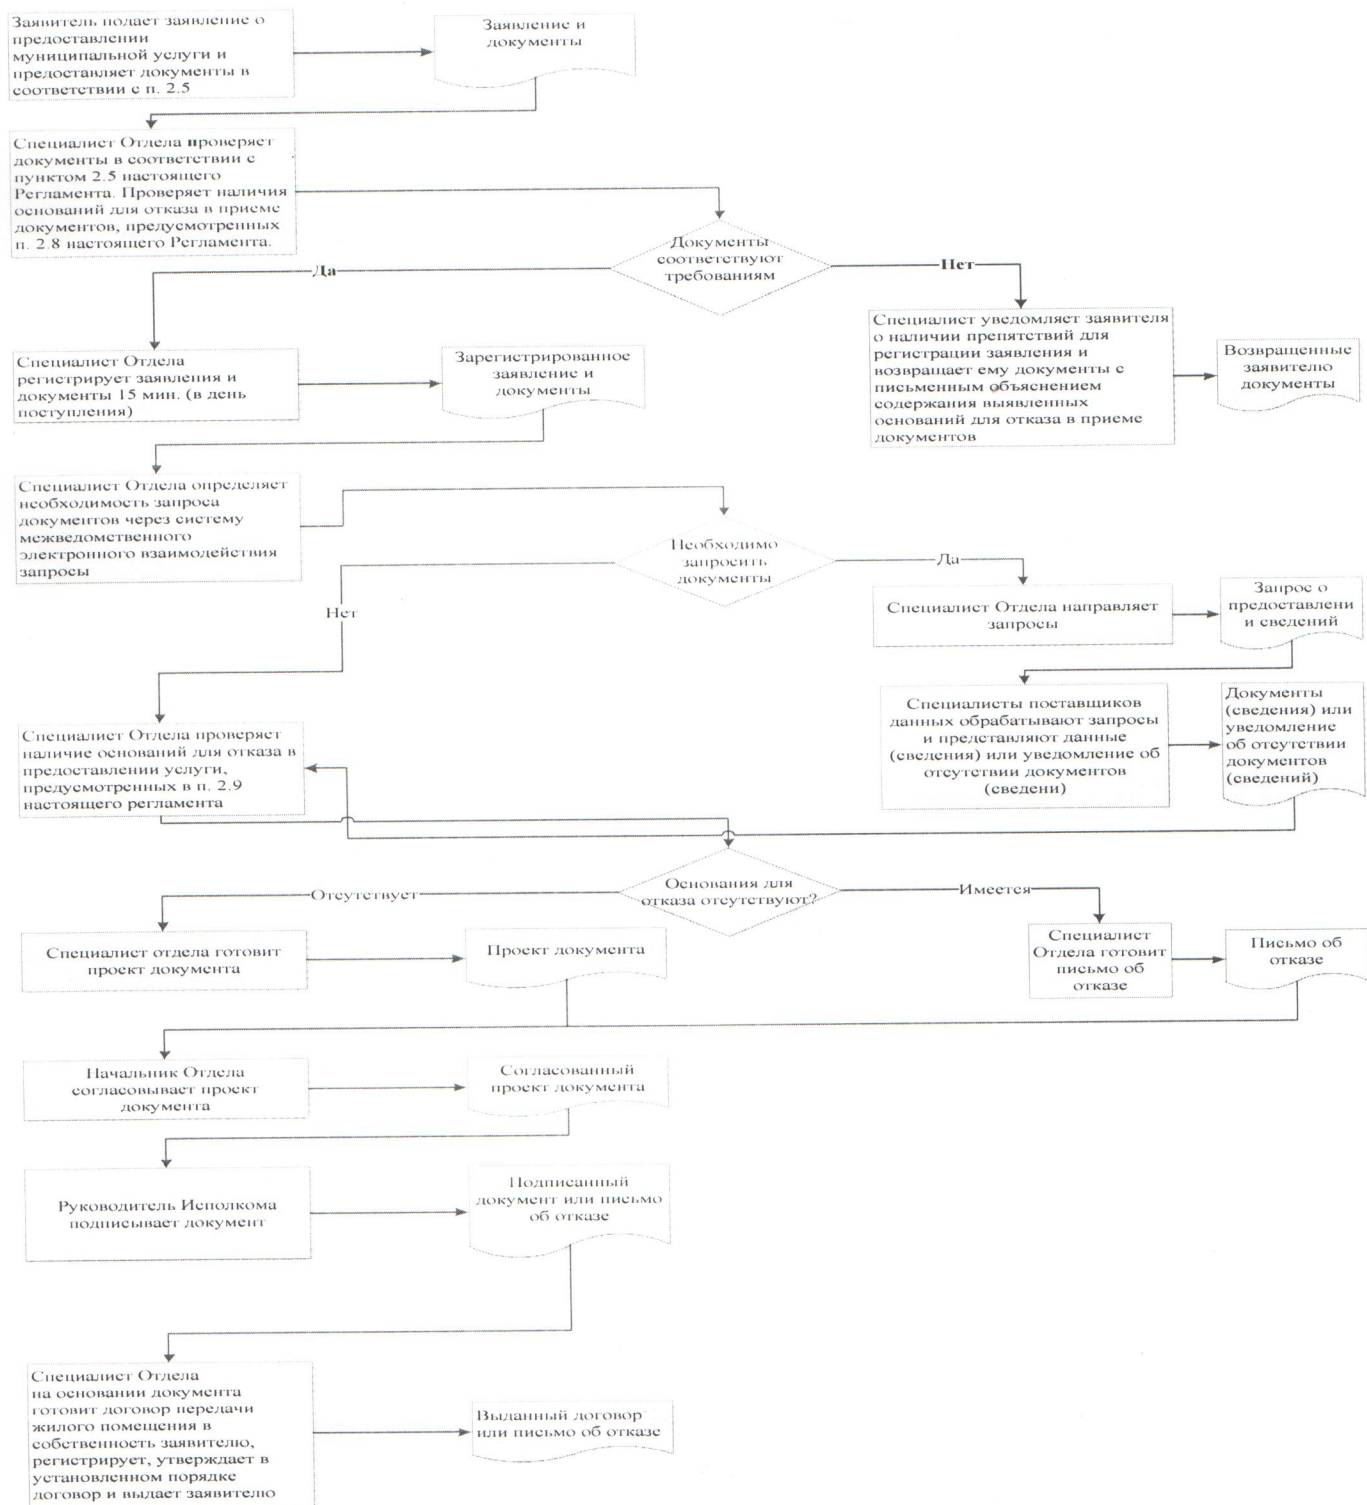 Заявитель подает заявление о
предоставлении
муниципальной услуги и
предоставляет документы в
соответствии с п. 2.5
Заявление и
документы
Специалист Отдела проверяет
документы в соответствии с
пунктом 2.5 настоящего
Регламента. Проверяет наличия
оснований для отказа в приеме
документов, предусмотренных
п. 2.8 настоящего Регламента.
Документы
соответствуют
требованиям
Да
Нет
Специалист Отдела
регистрирует заявления и
документы 15 мин. (в день
поступления)
Зарегистрированное
заявление и
документы
Специалист уведомляет заявителя
о наличии препятствий для
регистрации заявления и
возвращает ему документы с
письменным объяснением
содержания выявленных
оснований для отказа в приеме
документов
Возвращенные
заявителю
документы
Специалист Отдела определяет
необходимость запроса
документов через систему
межведомственного
электронного взаимодействия
запросы
Необходимо
запросить
документы
Да
Нет
Специалист Отдела направляет
запросы
Запрос о
предоставлени
и сведений
Специалисты поставщиков
данных обрабатывают запросы
и представляют данные
(сведения) или уведомление об
отсутствии документов
(сведени)
Документы
(сведения) или
уведомление
об отсутствии
документов
(сведений)
Специалист Отдела проверяет
наличие оснований для отказа в
предоставлении услуги,
предусмотренных в п. 2.9
настоящего регламента
Основания для
отказа отсутствуют?
Отсутствует
Имеется
Специалист отдела готовит
проект документа
Проект документа
Специалист
Отдела готовит
письмо об
отказе
Письмо об
отказе
Начальник Отдела
согласовывает проект
документа
Согласованный
проект документа
Руководитель Исполкома
подписывает документ
Подписанный
документ или письмо
об отказе
Специалист Отдела
на основании документа
готовит договор передачи
жилого помещения в
собственность заявителю,
регистрирует, утверждает в
установленном порядке
договор и выдает заявителю
Выданный договор
или письмо об отказе